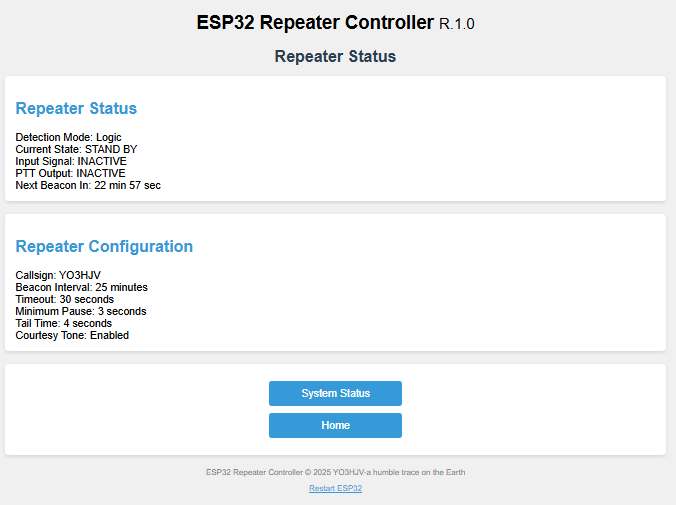 ESP32 Repeater Controller R.1.0
Repeater Status
Repeater Status
Detection Mode: Logic
Current State: STAND BY
Input Signal: INACTIVE
PTT Output: INACTIVE
Next Beacon In: 22 min 57 sec
Repeater Configuration
Callsign: YO3HJV
Beacon Interval: 25 minutes
Timeout: 30 seconds
Minimum Pause: 3 seconds
Tail Time: 4 seconds
Courtesy Tone: Enabled
System Status
Home
ESP32 Repeater Controller © 2025 YO3HJV-a humble trace on the Earth
Restart ESP32